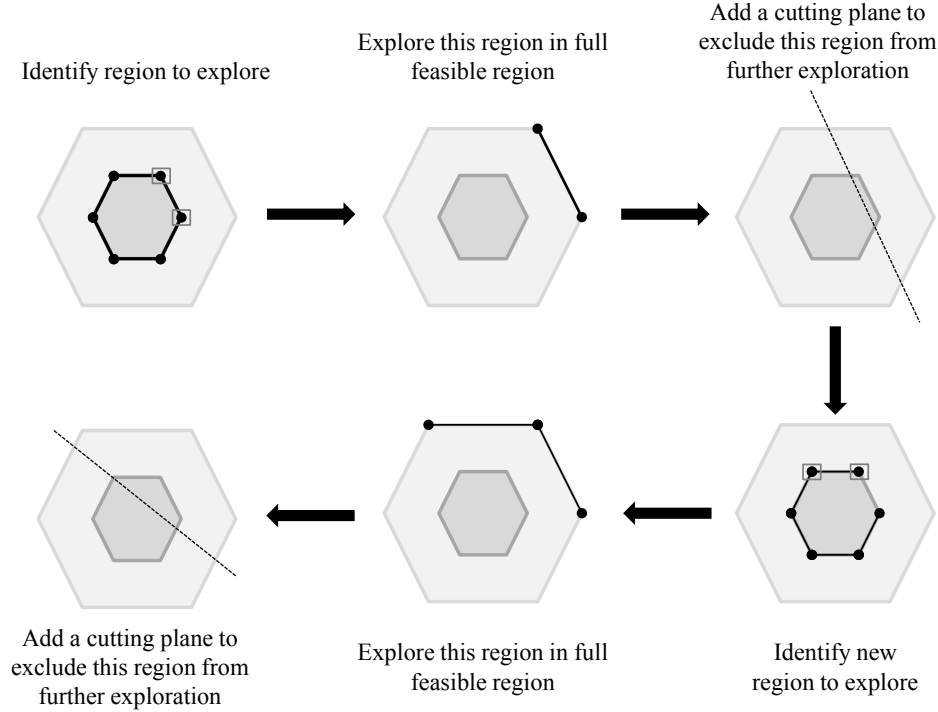 Identify region to explore
Explore this region in full
feasible region
Add a cutting plane to
exclude this region from
further exploration
Add a cutting plane to
exclude this region from
further exploration
Explore this region in full
feasible region
Identify new
region to explore